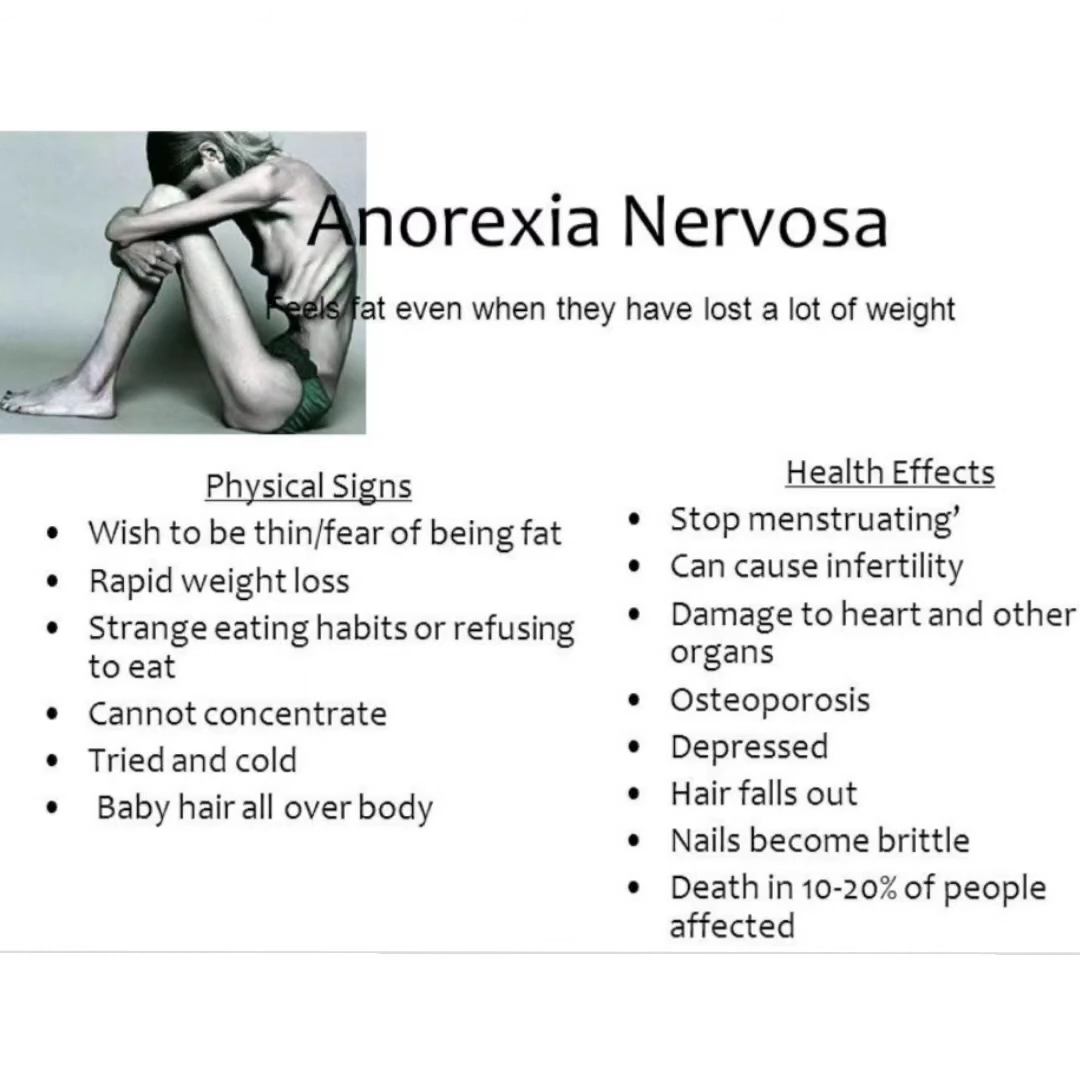 Anorexia Nervosa
Feels fat even when they have lost a lot of weight
Physical Signs
• Wish to be thin/fear of being fat
• Rapid weight loss
• Strange eating habits or refusing
to eat
• Cannot concentrate
• Tried and cold
• Baby hair all over body
Health Effects
• Stop menstruating’
• Can cause infertility
• Damage to heart and other
organs
• Osteoporosis
• Depressed
• Hair falls out
• Nails become brittle
• Death in 10-20% of people
affected